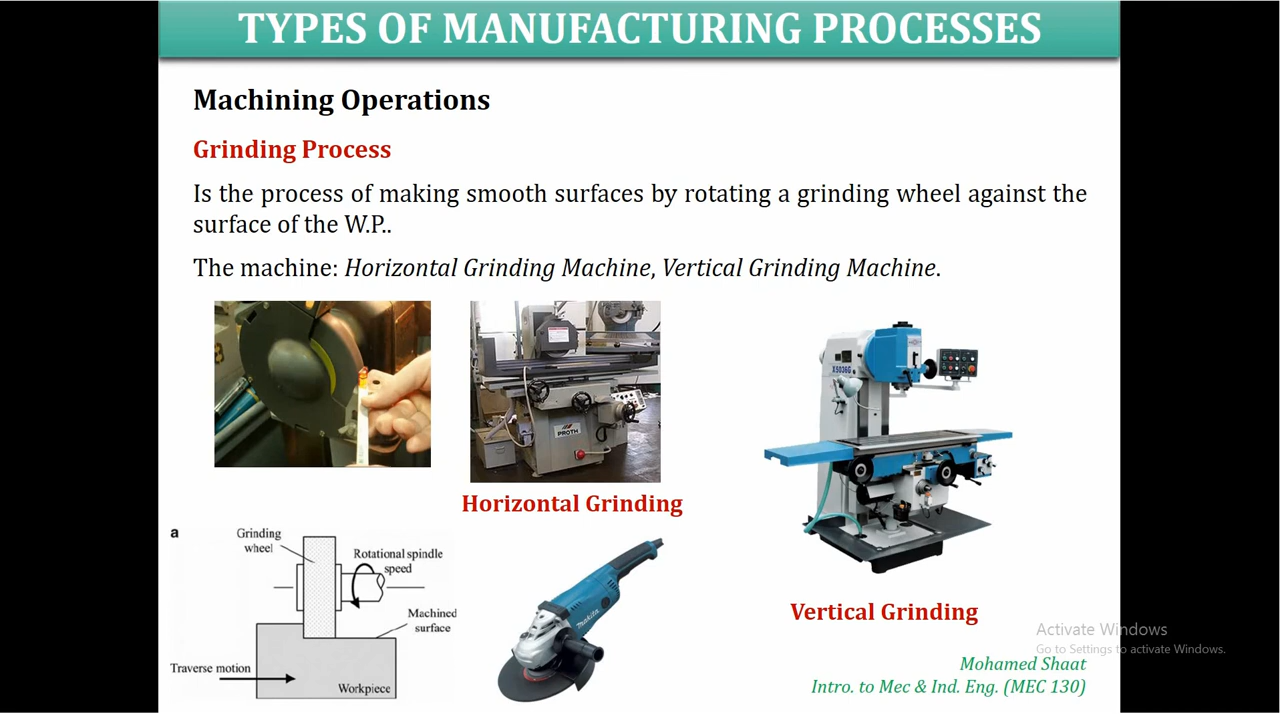 TYPES OF MANUFACTURING PROCESSES
Machining Operations
Grinding Process
Is the process of making smooth surfaces by rotating a grinding wheel against the
surface of the W.P..
The machine: Horizontal Grinding Machine, Vertical Grinding Machine.
X5036G
PROTH
Horizontal Grinding
a
Grinding
wheel
Rotational spindle
speed
Machined
surface
Traverse motion
Workpiece
makita
Vertical Grinding
Activate Windows
Go to Settings to activate Windows.
Mohamed Shaat
Intro. to Mec & Ind. Eng. (MEC 130)